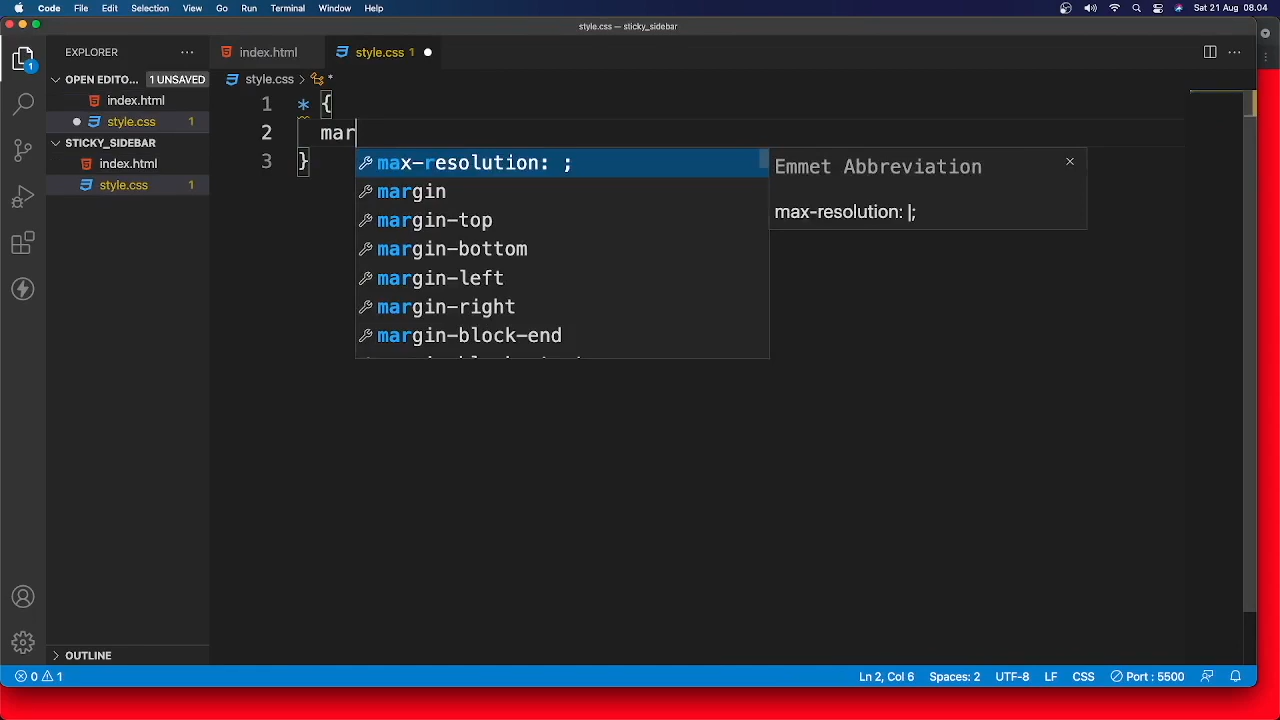 Code File Edit Selection View Go Run Terminal Window Help Sat 21 Aug 08.04
style.css — sticky_sidebar
EXPLORER
index.html
style.css 1
OPEN EDITO... 1 UNSAVED
style.css > *
index.html
style.css 1
STICKY_SIDEBAR
index.html
style.css 1
1
1 * {
2 mar
3 }
max-resolution: ;
margin
margin-top
margin-bottom
margin-left
margin-right
margin-block-end
Emmet Abbreviation
max-resolution: |;
OUTLINE
0 1
Ln 2, Col 6 Spaces: 2 UTF-8 LF CSS Port : 5500